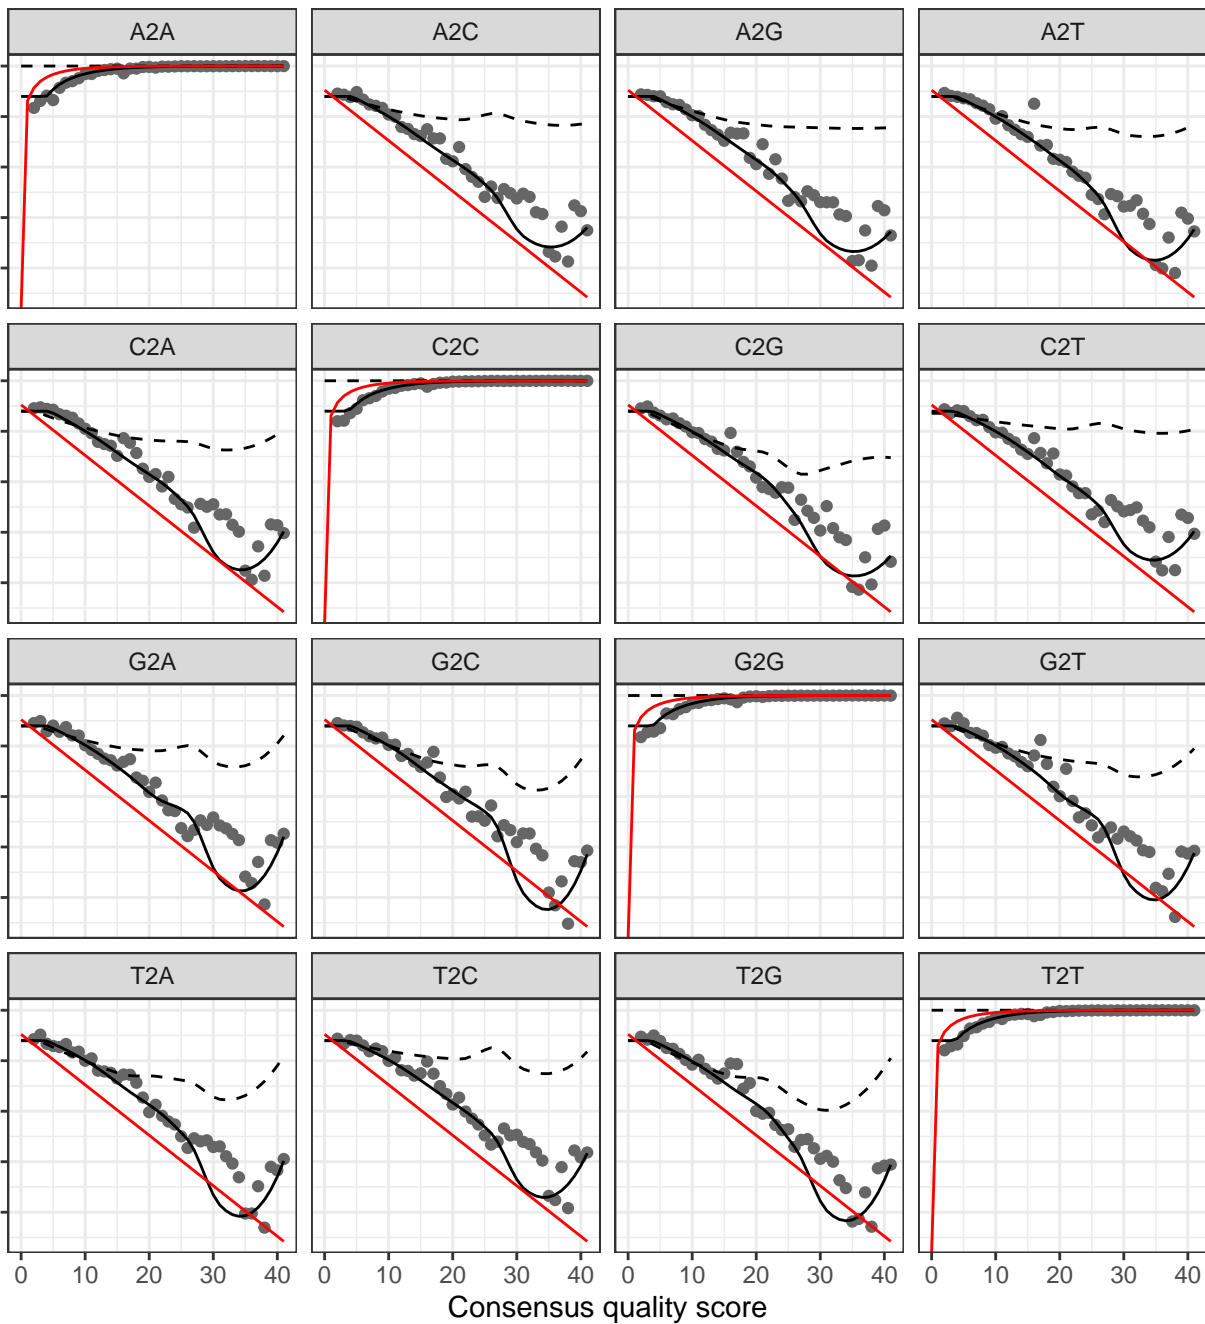 A2A A2C A2G A2T
C2A C2C C2G C2T
G2A G2C G2G G2T
T2A T2C T2G T2T
0 10 20 30 40 0 10 20 30 40 0 10 20 30 40 0 10 20 30 40
Consensus quality score